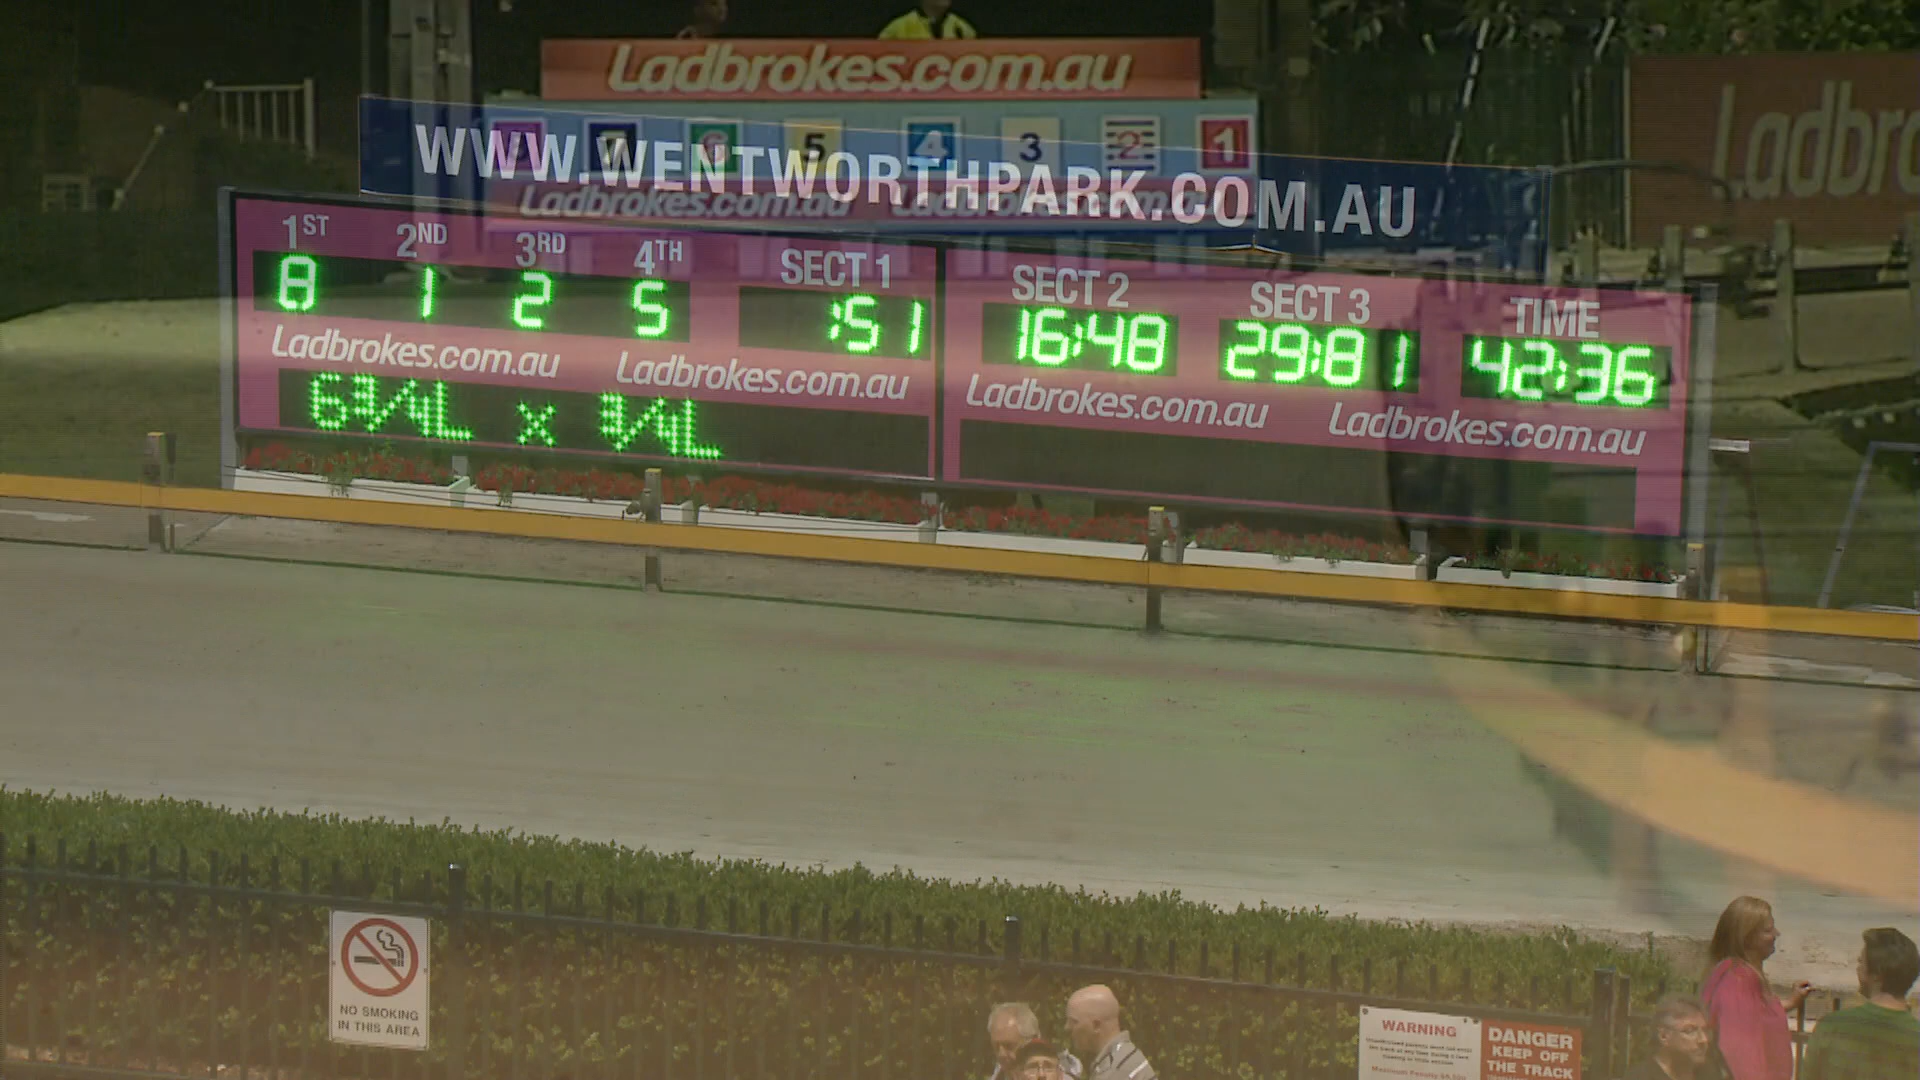 Ladbrokes.com.au
8 7 6 5 4 3 2 1
WWW.WENTWORTHPARK.COM.AU
Ladbrokes.com.au Ladbrokes.com.au
Ladbro
1ST 2ND 3RD 4TH SECT 1 SECT 2 SECT 3 TIME
8 1 2 5 :51 16:48 29:81 42:36
Ladbrokes.com.au Ladbrokes.com.au Ladbrokes.com.au Ladbrokes.com.au
6¾L x ¾L
NO SMOKING
IN THIS AREA
WARNING
DANGER
KEEP OFF
THE TRACK